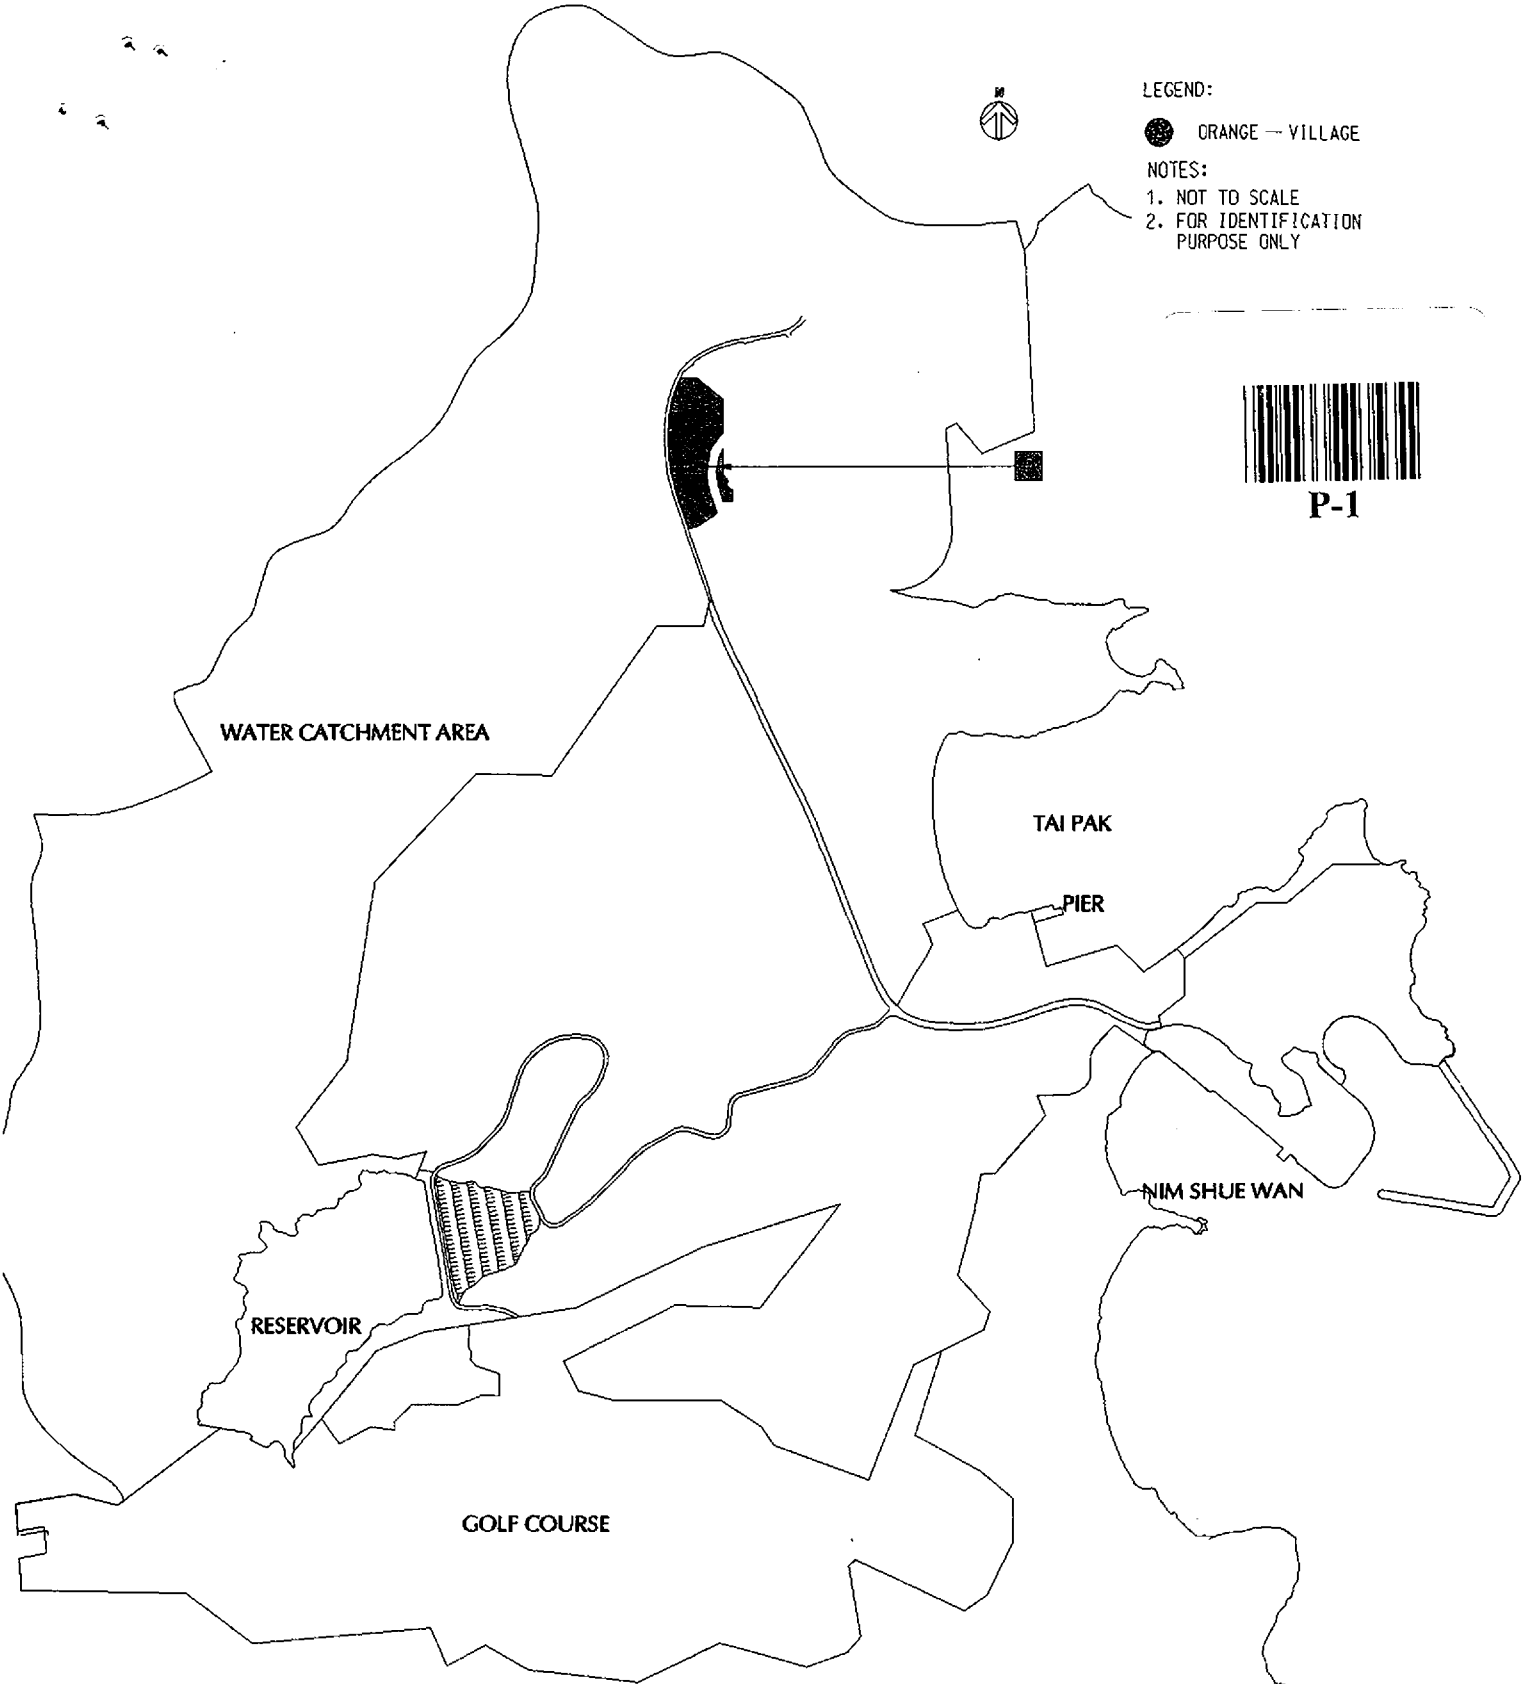 N
LEGEND:
ORANGE — VILLAGE
NOTES:
1. NOT TO SCALE
2. FOR IDENTIFICATION
PURPOSE ONLY
P-1
WATER CATCHMENT AREA
TAI PAK
PIER
NIM SHUE WAN
RESERVOIR
GOLF COURSE